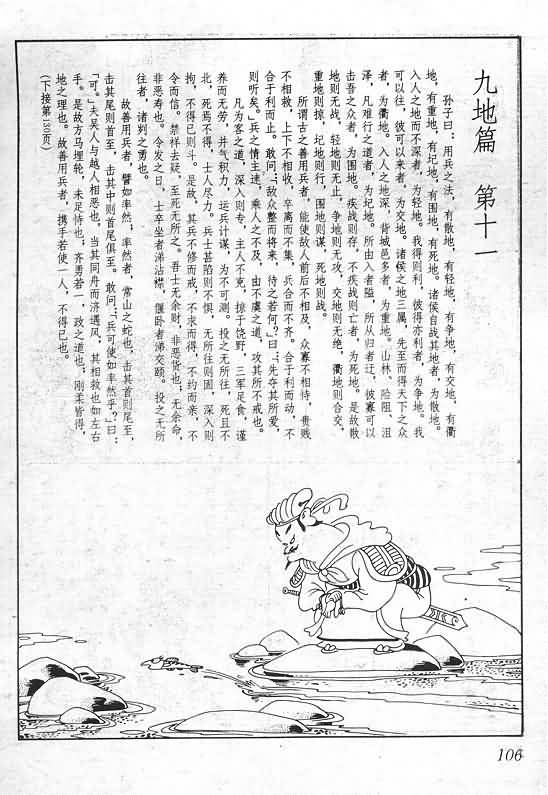 九地篇 第十一
孙子曰:用兵之法,有散地,有轻地,有争地,有交地,有衢
地,有重地,有圮地,有围地,有死地。诸侯自战其地者,为散地。
入人之地而不深者,为轻地。我得则利,彼得亦利者,为争地。我
可以往,彼可以来者,为交地。诸侯之地三属,先至而得天下之众
者,为衢地。入人之地深,背城邑多者,为重地。山林、险阻、沮
泽,凡难行之道者,为圮地。所由入者隘,所从归者迂,彼寡可以
击吾之众者,为围地。疾战则存,不疾战则亡者,为死地。是故散
地则无战,轻地则无止,争地则无攻,交地则无绝,衢地则合交,
重地则掠,圮地则行,围地则谋,死地则战。
所谓古之善用兵者,能使敌人前后不相及,众寡不相恃,贵贱
不相救,上下不相收,卒离而不集,兵合而不齐。合于利而动,不
合于利而止。敢问:“敌众整而将来,待之若何?”曰:“先夺其所爱,
则听矣。”兵之情主速,乘人之不及,由不虞之道,攻其所不戒也。
凡为客之道,深入则专,主人不克,掠于饶野,三军足食,谨
养而无劳,并气积力,运兵计谋,为不可测。投之无所往,死且不
北,死焉不得,士人尽力。兵士甚陷则不惧,无所往则固,深入则
拘,不得已则斗。是故,其兵不修而戒,不求而得,不约而亲,不
令而信。禁祥去疑,至死无所之。吾士无余财,非恶货也;无余命,
非恶寿也。令发之日,士卒坐者涕沾襟,偃卧者涕交颐。投之无所
往者,诸刿之勇也。
故善用兵者,譬如率然;率然者,常山之蛇也,击其首则尾至,
击其尾则首至,击其中则首尾俱至。敢问:“兵可使如率然乎?”曰:
“可。”夫吴人与越人相恶也,当其同舟而济遇风,其相救也如左右
手。是故方马埋轮,未足恃也;齐勇若一,政之道也;刚柔皆得,
地之理也。故善用兵者,携手若使一人,不得已也。
(下接第130页)
106